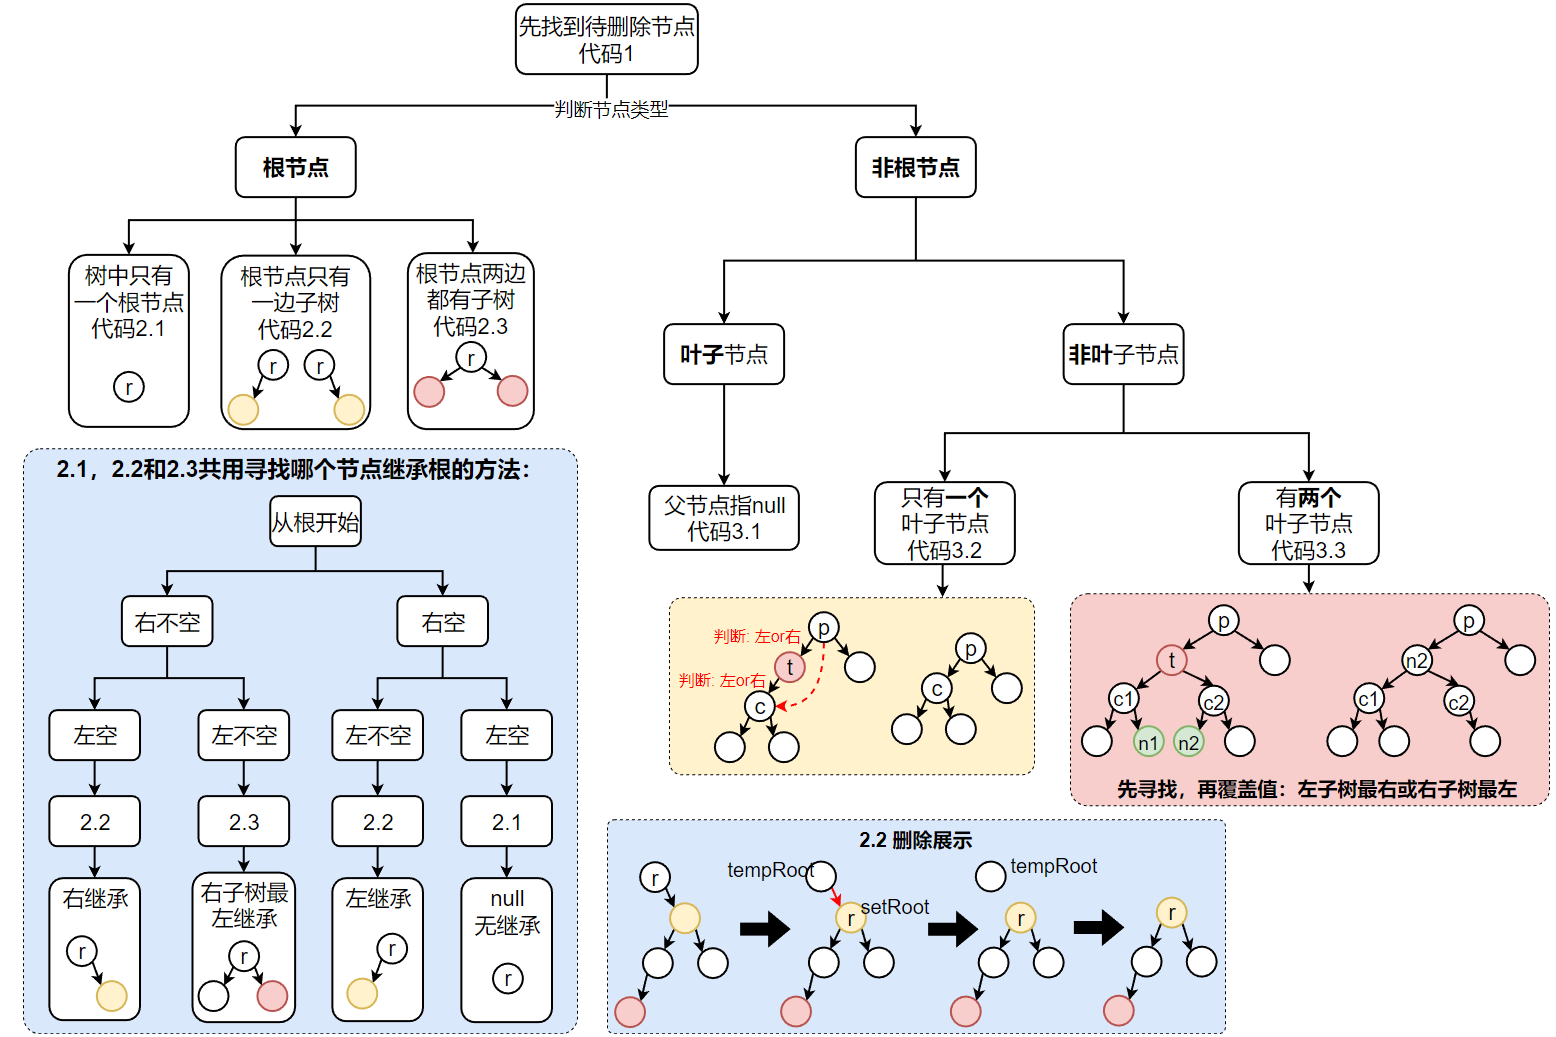 先找到待删除节点
代码1
判断节点类型
根节点
非根节点
树中只有
一个根节点
代码2.1
r
根节点只有
一边子树
代码2.2
r
r
根节点两边
都有子树
代码2.3
r
叶子节点
非叶子节点
父节点指null
代码3.1
只有一个
叶子节点
代码3.2
有两个
叶子节点
代码3.3
2.1，2.2和2.3共用寻找哪个节点继承根的方法：
从根开始
右不空
右空
左空
左不空
左不空
左空
2.2
2.3
2.2
2.1
右继承
r
右子树最
左继承
r
左继承
r
null
无继承
r
判断: 左or右
p
t
判断: 左or右
c
p
c
p
t
c1
c2
n1
n2
p
n2
c1
c2
先寻找，再覆盖值：左子树最右或右子树最左
2.2 删除展示
r
tempRoot
r
setRoot
tempRoot
r
r